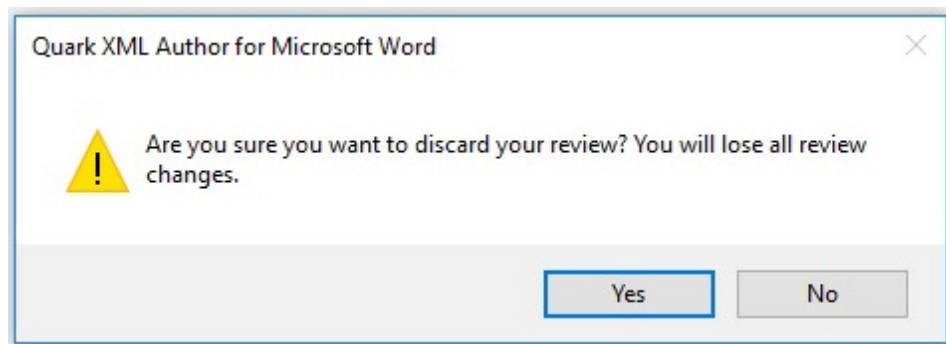 Quark XML Author for Microsoft Word
Are you sure you want to discard your review? You will lose all review
changes.
Yes No